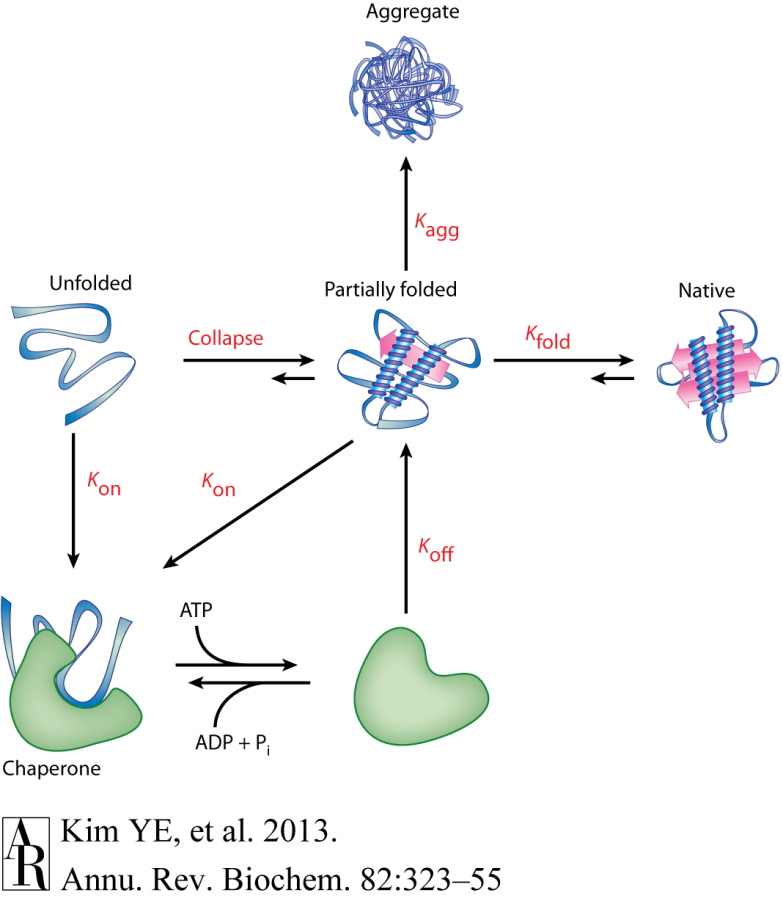 Aggregate
Kagg
Unfolded
Partially folded
Native
Collapse
Kfold
Kon
Kon
Koff
ATP
ADP + Pi
Chaperone
AR
Kim YE, et al. 2013.
Annu. Rev. Biochem. 82:323–55